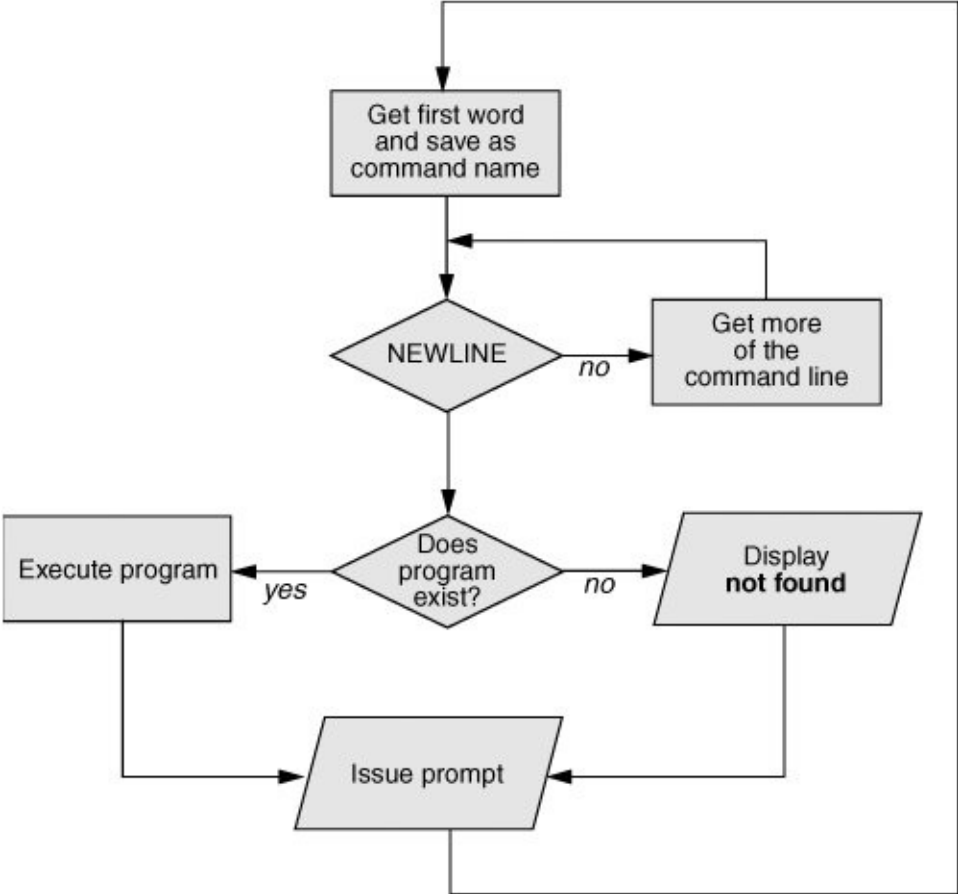 Get first word
and save as
command name
NEWLINE
no
Get more
of the
command line
Does
program
exist?
yes
no
Execute program
Display
not found
Issue prompt